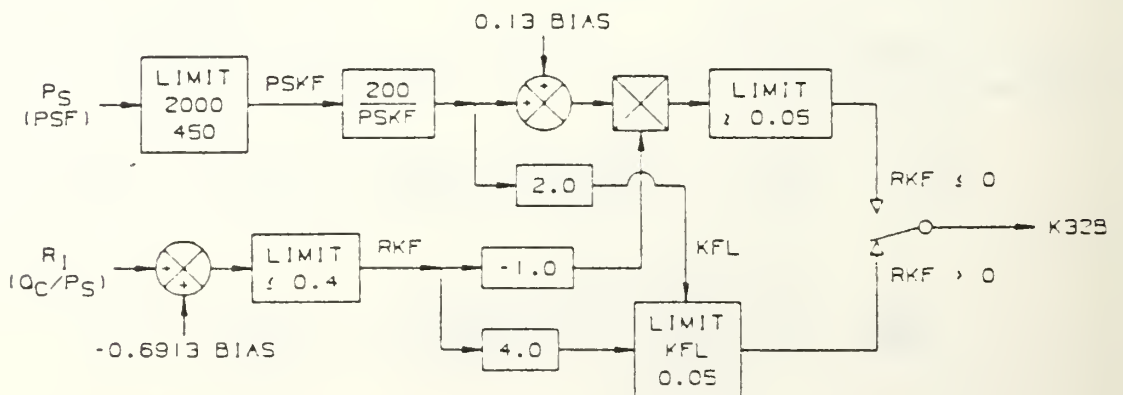 0.13 BIAS
PS
(PSF)
LIMIT
2000
450
PSKF
200
PSKF
+
+
LIMIT
≥ 0.05
2.0
RKF ≤ 0
K32B
RKF > 0
RI
(QC/PS)
+
+
-0.6913 BIAS
LIMIT
≤ 0.4
RKF
-1.0
4.0
KFL
LIMIT
KFL
0.05